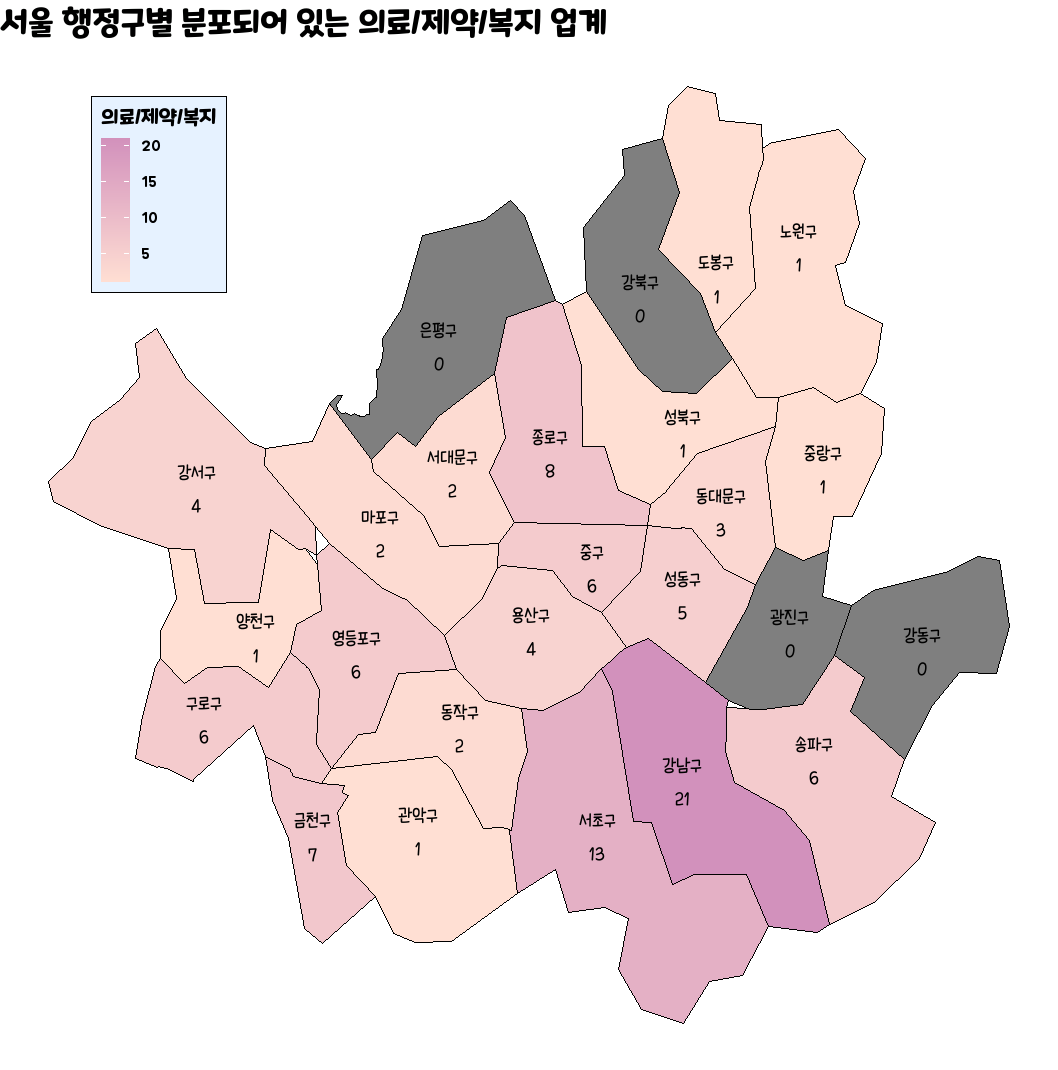 서울 행정구별 분포되어 있는 의료/제약/복지 업계
의료/제약/복지
20
15
10
5
노원구
1
도봉구
1
강북구
0
은평구
0
성북구
1
종로구
8
서대문구
2
중랑구
1
강서구
4
동대문구
3
마포구
2
중구
6
성동구
5
용산구
4
광진구
0
강동구
0
양천구
1
영등포구
6
구로구
6
동작구
2
송파구
6
강남구
21
관악구
1
서초구
13
금천구
7